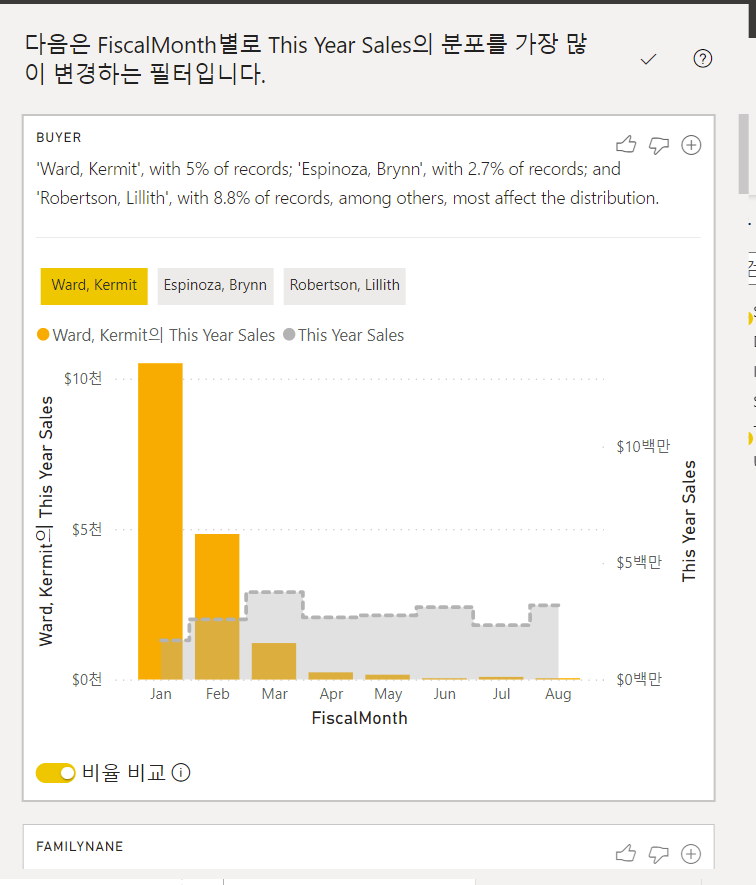 다음은 FiscalMonth별로 This Year Sales의 분포를 가장 많
이 변경하는 필터입니다.
BUYER
'Ward, Kermit', with 5% of records; 'Espinoza, Brynn', with 2.7% of records; and
'Robertson, Lillith', with 8.8% of records, among others, most affect the distribution.
Ward, Kermit
Espinoza, Brynn
Robertson, Lillith
Ward, Kermit의 This Year Sales
This Year Sales
$10천
$5천
$0천
Ward, Kermit의 This Year Sales
$10백만
$5백만
$0백만
This Year Sales
Jan Feb Mar Apr May Jun Jul Aug
FiscalMonth
비율 비교
FAMILYNANE